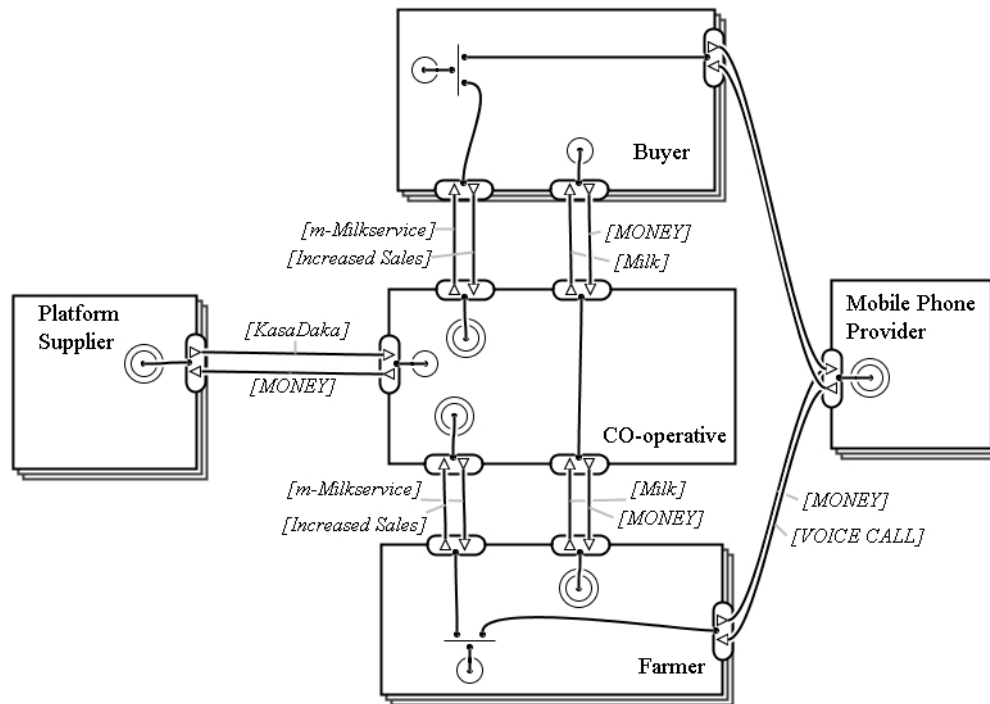 Buyer
[m-Milkservice]
[Increased Sales]
[MONEY]
[Milk]
Platform
Supplier
[KasaDaka]
[MONEY]
CO-operative
Mobile Phone
Provider
[m-Milkservice]
[Increased Sales]
[Milk]
[MONEY]
[MONEY]
[VOICE CALL]
Farmer